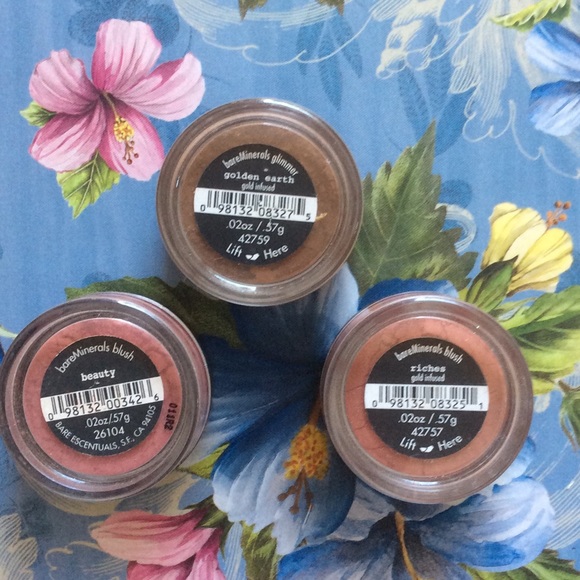 bareMinerals glimmer
golden earth
gold infused
0 98132 08327 5
.02oz / .57g
42759
Lift Here
bareMinerals blush
beauty
0 98132 00342 6
.02oz/.57g
26104
BARE ESCENTUALS, S.F., CA 94105
011R2
bareMinerals blush
riches
gold infused
0 98132 08325 1
.02oz / .57g
42757
Lift Here